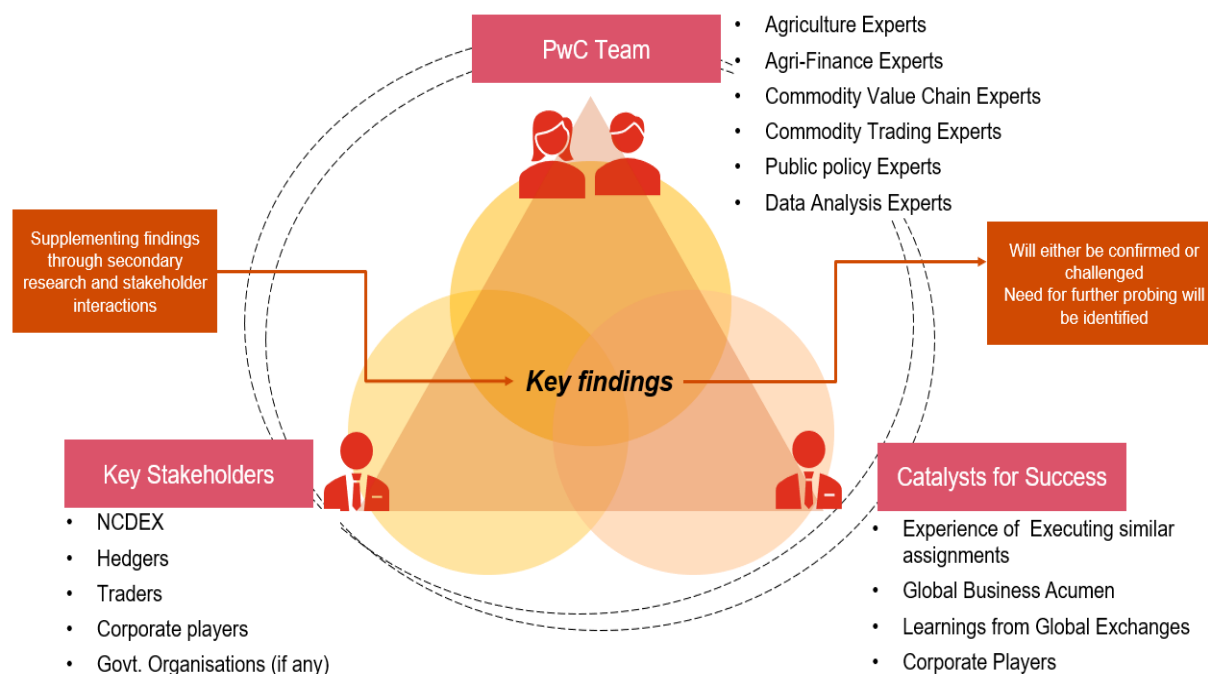 PwC Team
• Agriculture Experts
• Agri-Finance Experts
• Commodity Value Chain Experts
• Commodity Trading Experts
• Public policy Experts
• Data Analysis Experts
Supplementing findings
through secondary
research and stakeholder
interactions
Will either be confirmed or
challenged
Need for further probing will
be identified
Key findings
Key Stakeholders
• NCDEX
• Hedgers
• Traders
• Corporate players
• Govt. Organisations (if any)
Catalysts for Success
• Experience of Executing similar
assignments
• Global Business Acumen
• Learnings from Global Exchanges
• Corporate Players